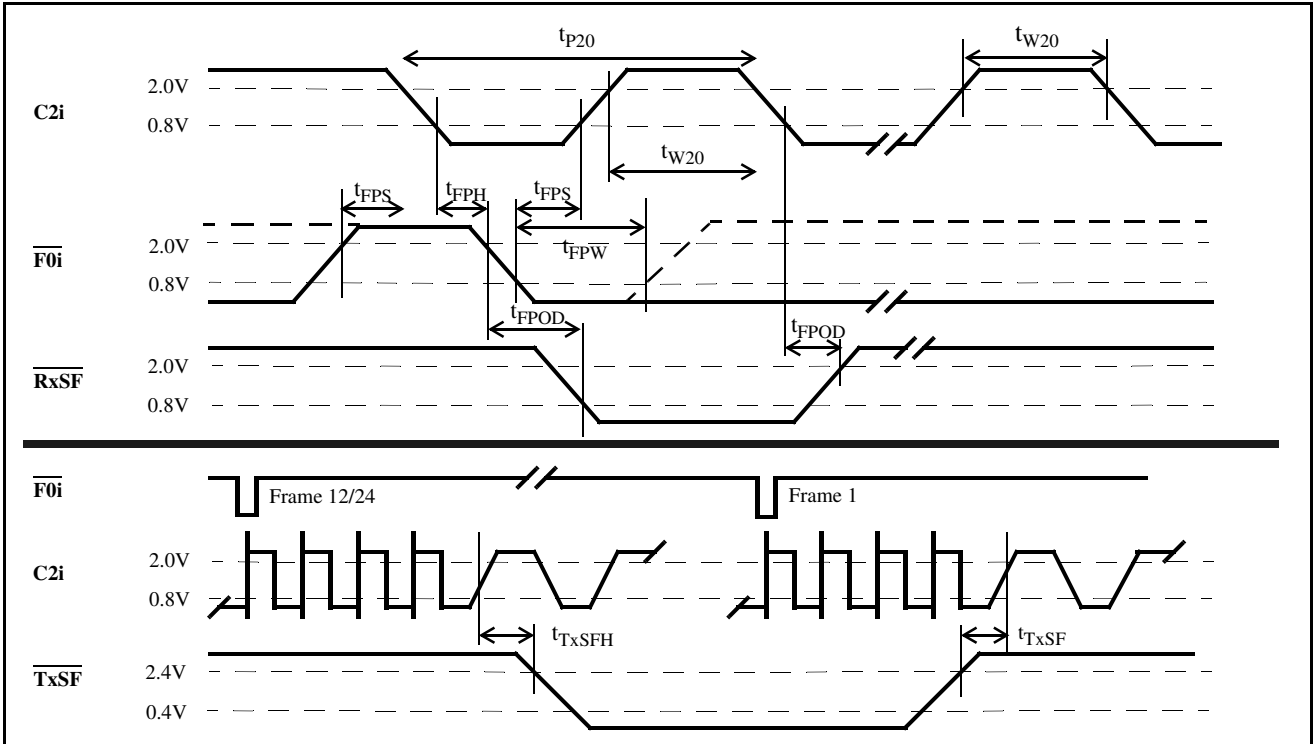 tP20
tW20
2.0V
C2i
0.8V
tW20
tFPS
tFPH
tFPS
2.0V
tFPW
F0i
0.8V
tFPOD
tFPOD
2.0V
RxSF
0.8V
F0i
Frame 12/24
Frame 1
2.0V
C2i
0.8V
tTxSFH
tTxSF
2.4V
TxSF
0.4V